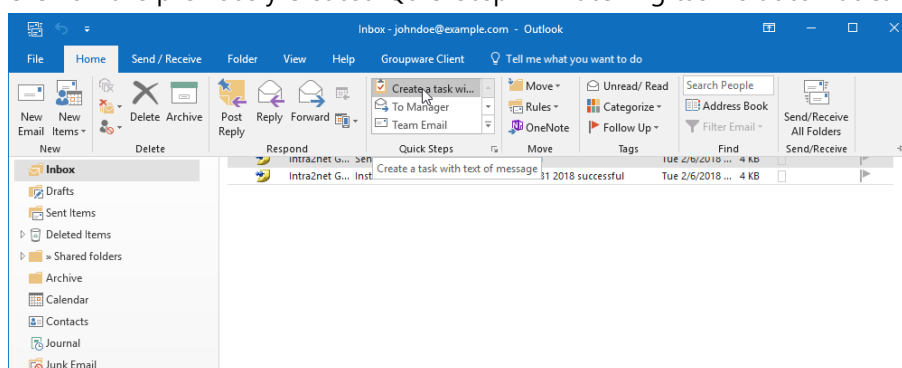 Inbox - johndoe@example.com - Outlook
File Home Send / Receive Folder View Help Groupware Client Tell me what you want to do
New Email
New Items
Delete Archive
Post Reply
Reply Forward
Create a task wi...
To Manager
Team Email
Move
Rules
OneNote
Unread/ Read
Categorize
Follow Up
Search People
Address Book
Filter Email
Send/Receive All Folders
New Delete Respond Quick Steps Move Tags Find Send/Receive
Intra2net G... Sen Tue 2/6/2018 ... 4 KB
Intra2net G... Inst 31 2018 successful Tue 2/6/2018 ... 4 KB
Create a task with text of message
Inbox
Drafts
Sent Items
Deleted Items
» Shared folders
Archive
Calendar
Contacts
Journal
Junk Email